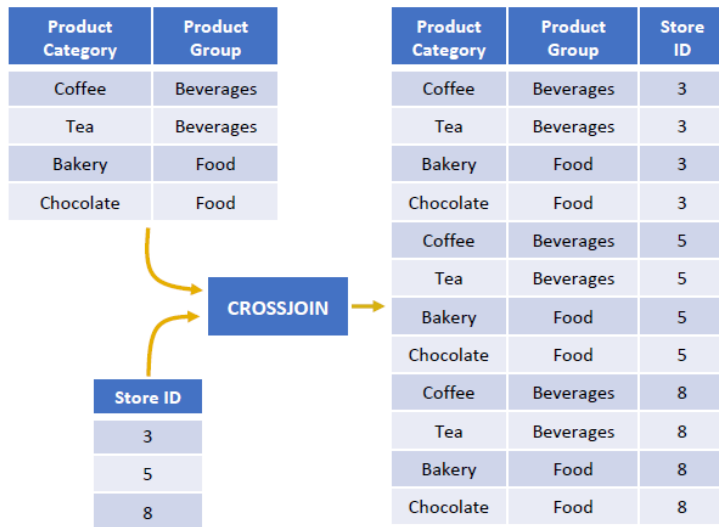 Product Category | Product Group
Coffee | Beverages
Tea | Beverages
Bakery | Food
Chocolate | Food
CROSSJOIN
Store ID
3
5
8
Product Category | Product Group | Store ID
Coffee | Beverages | 3
Tea | Beverages | 3
Bakery | Food | 3
Chocolate | Food | 3
Coffee | Beverages | 5
Tea | Beverages | 5
Bakery | Food | 5
Chocolate | Food | 5
Coffee | Beverages | 8
Tea | Beverages | 8
Bakery | Food | 8
Chocolate | Food | 8